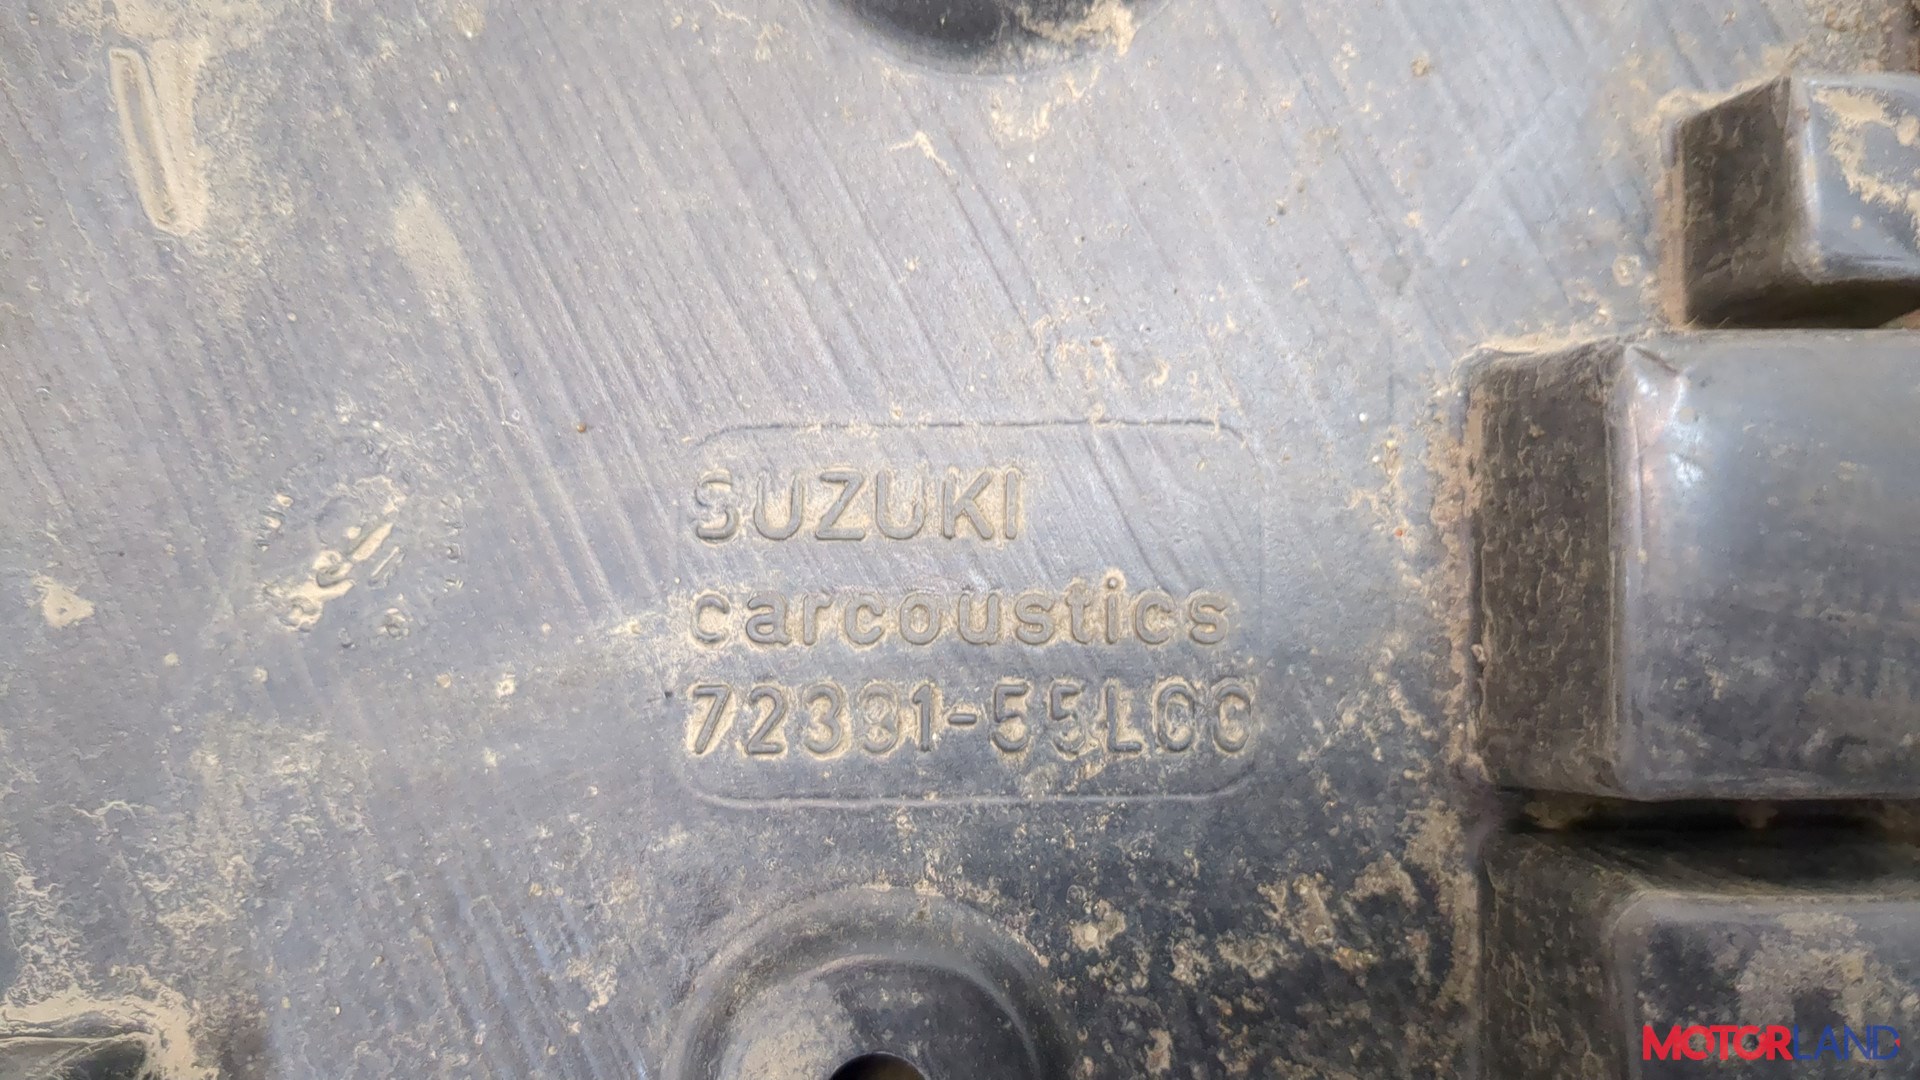 SUZUKI
carcoustics
72391-55L00
MOTORLAND